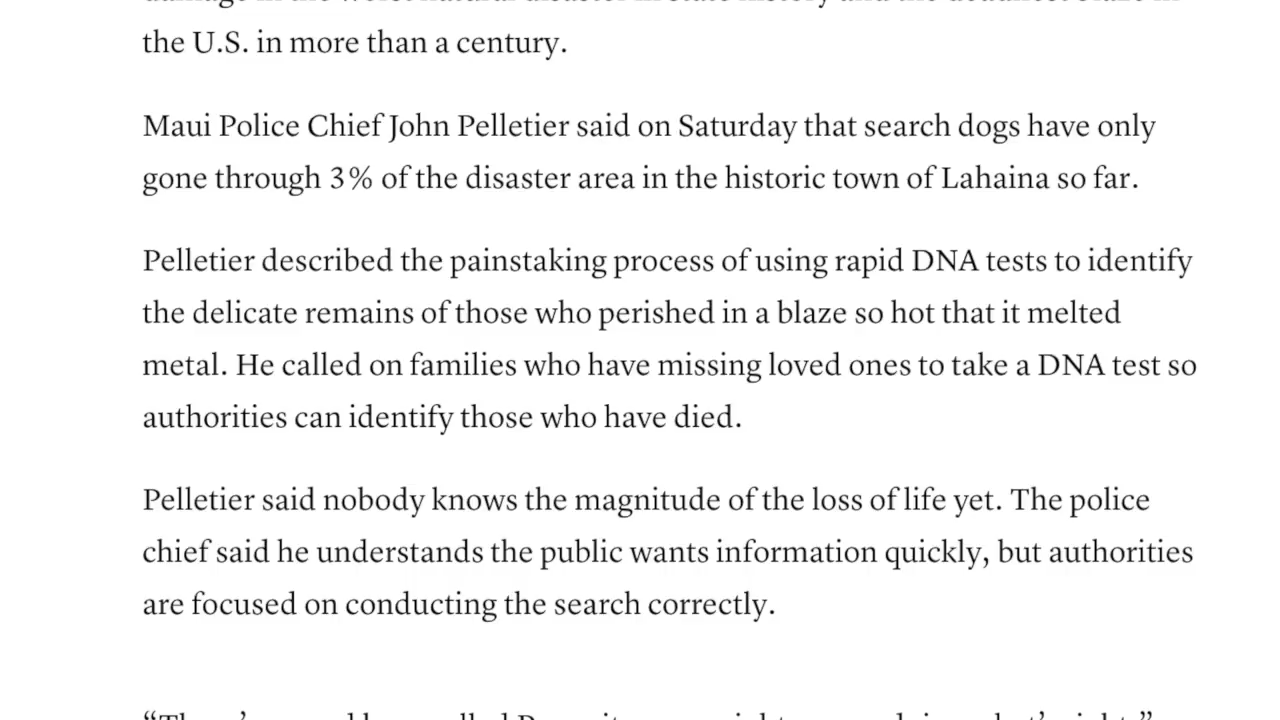 the U.S. in more than a century.
Maui Police Chief John Pelletier said on Saturday that search dogs have only
gone through 3% of the disaster area in the historic town of Lahaina so far.
Pelletier described the painstaking process of using rapid DNA tests to identify
the delicate remains of those who perished in a blaze so hot that it melted
metal. He called on families who have missing loved ones to take a DNA test so
authorities can identify those who have died.
Pelletier said nobody knows the magnitude of the loss of life yet. The police
chief said he understands the public wants information quickly, but authorities
are focused on conducting the search correctly.